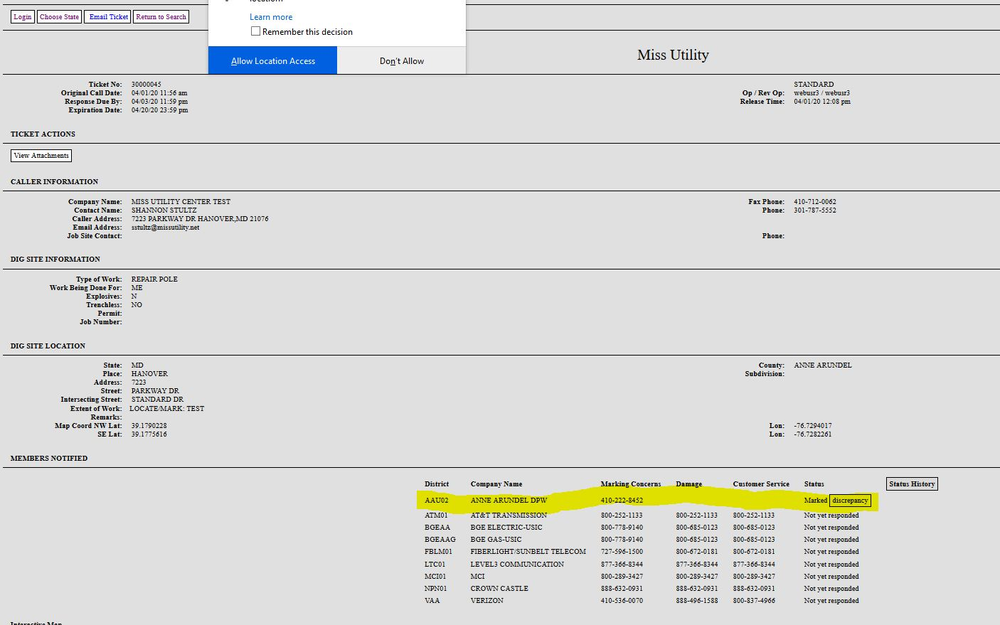 Learn more
Login Choose State Email Ticket Return to Search
Remember this decision
Allow Location Access Don't Allow
Miss Utility
Ticket No: 30000045 STANDARD
Original Call Date: 04/01/20 11:56 am Op / Rev Op: webusr3 / webusr3
Response Due By: 04/03/20 11:59 pm Release Time: 04/01/20 12:08 pm
Expiration Date: 04/20/20 23:59 pm
TICKET ACTIONS
View Attachments
CALLER INFORMATION
Company Name: MISS UTILITY CENTER TEST Fax Phone: 410-712-0062
Contact Name: SHANNON STULTZ Phone: 301-787-5552
Caller Address: 7223 PARKWAY DR HANOVER,MD 21076
Email Address: sstultz@missutility.net
Job Site Contact: Phone:
DIG SITE INFORMATION
Type of Work: REPAIR POLE
Work Being Done For: ME
Explosives: N
Trenchless: NO
Permit:
Job Number:
DIG SITE LOCATION
State: MD County: ANNE ARUNDEL
Place: HANOVER Subdivision:
Address: 7223
Street: PARKWAY DR
Intersecting Street: STANDARD DR
Extent of Work: LOCATE/MARK: TEST
Remarks:
Map Coord NW Lat: 39.1790228 Lon: -76.7294017
SE Lat: 39.1775616 Lon: -76.7282261
MEMBERS NOTIFIED
District Company Name Marking Concerns Damage Customer Service Status Status History
AAU02 ANNE ARUNDEL DPW 410-222-8452 Marked discrepancy
ATM01 AT&T TRANSMISSION 800-252-1133 800-252-1133 800-252-1133 Not yet responded
BGEAA BGE ELECTRIC-USIC 800-778-9140 800-685-0123 800-685-0123 Not yet responded
BGEAAG BGE GAS-USIC 800-778-9140 800-685-0123 800-685-0123 Not yet responded
FBLM01 FIBERLIGHT/SUNBELT TELECOM 727-596-1500 800-672-0181 800-672-0181 Not yet responded
LTC01 LEVEL3 COMMUNICATION 877-366-8344 877-366-8344 877-366-8344 Not yet responded
MCI01 MCI 800-289-3427 800-289-3427 800-289-3427 Not yet responded
NPN01 CROWN CASTLE 888-632-0931 888-632-0931 888-632-0931 Not yet responded
VAA VERIZON 410-536-0070 888-496-1588 800-837-4966 Not yet responded
Interactive Map